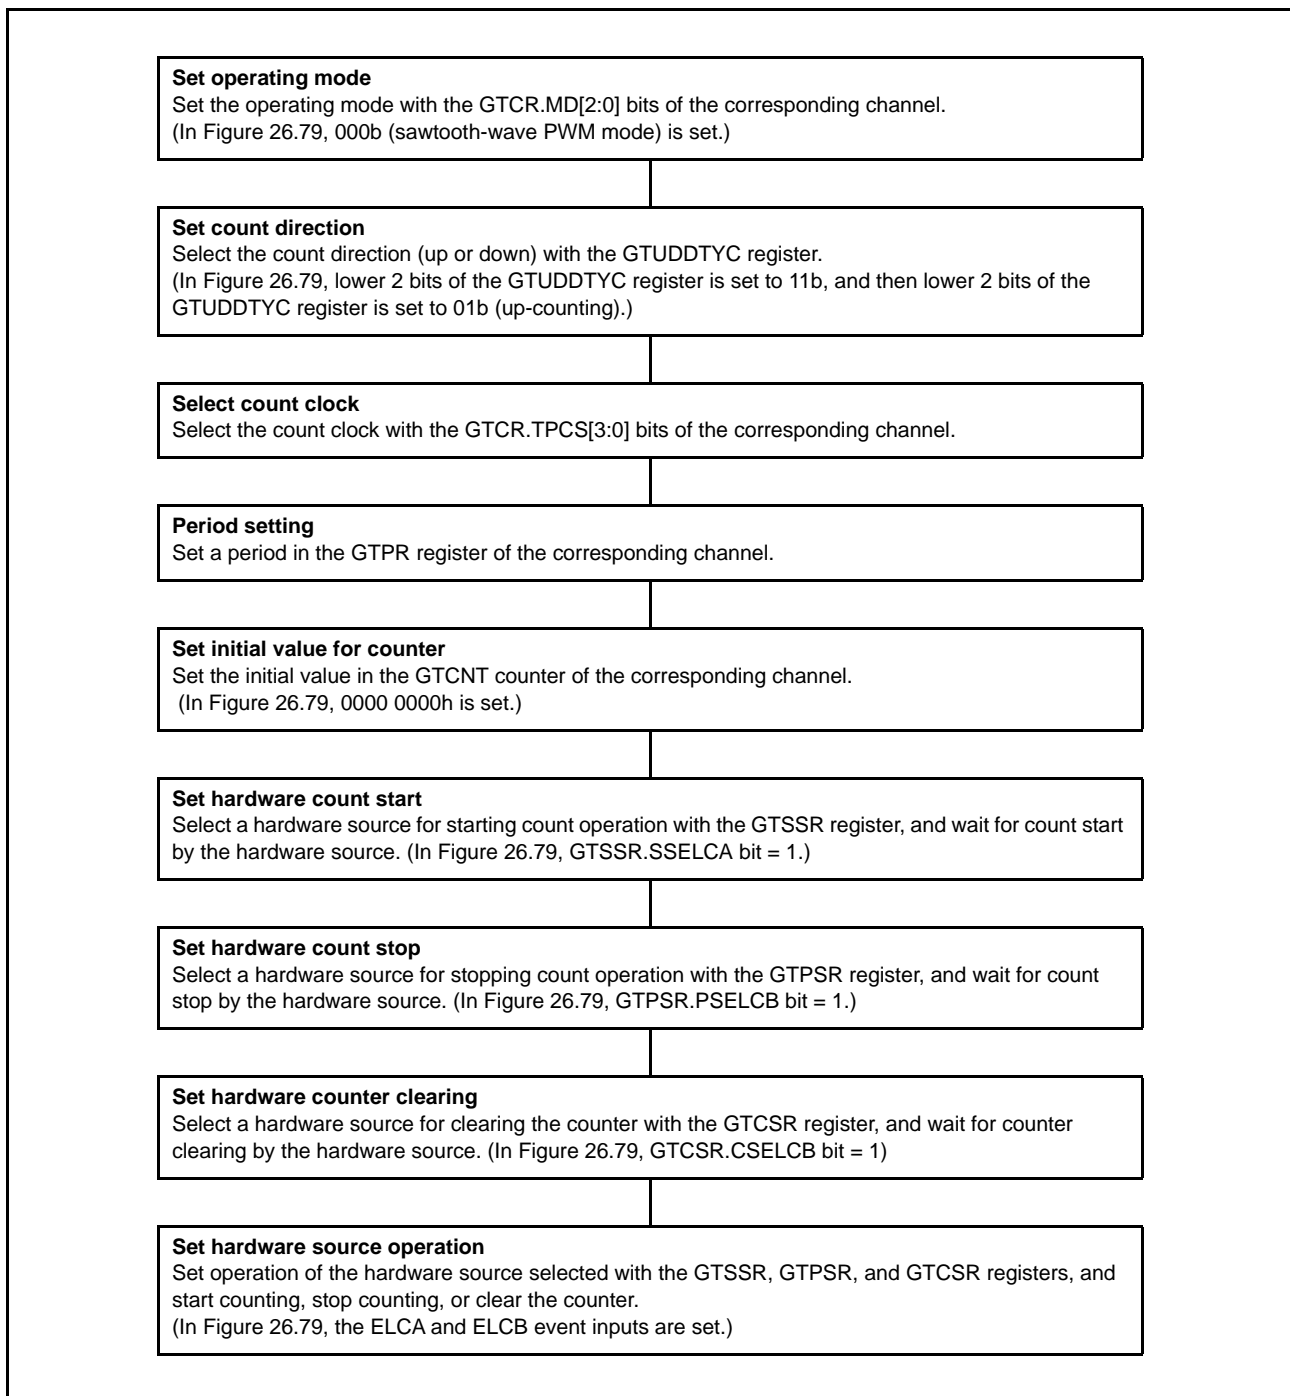 Set operating mode
Set the operating mode with the GTCR.MD[2:0] bits of the corresponding channel.
(In Figure 26.79, 000b (sawtooth-wave PWM mode) is set.)
Set count direction
Select the count direction (up or down) with the GTUDDTYC register.
(In Figure 26.79, lower 2 bits of the GTUDDTYC register is set to 11b, and then lower 2 bits of the
GTUDDTYC register is set to 01b (up-counting).)
Select count clock
Select the count clock with the GTCR.TPCS[3:0] bits of the corresponding channel.
Period setting
Set a period in the GTPR register of the corresponding channel.
Set initial value for counter
Set the initial value in the GTCNT counter of the corresponding channel.
(In Figure 26.79, 0000 0000h is set.)
Set hardware count start
Select a hardware source for starting count operation with the GTSSR register, and wait for count start
by the hardware source. (In Figure 26.79, GTSSR.SSELCA bit = 1.)
Set hardware count stop
Select a hardware source for stopping count operation with the GTPSR register, and wait for count
stop by the hardware source. (In Figure 26.79, GTPSR.PSELCB bit = 1.)
Set hardware counter clearing
Select a hardware source for clearing the counter with the GTCSR register, and wait for counter
clearing by the hardware source. (In Figure 26.79, GTCSR.CSELCB bit = 1)
Set hardware source operation
Set operation of the hardware source selected with the GTSSR, GTPSR, and GTCSR registers, and
start counting, stop counting, or clear the counter.
(In Figure 26.79, the ELCA and ELCB event inputs are set.)